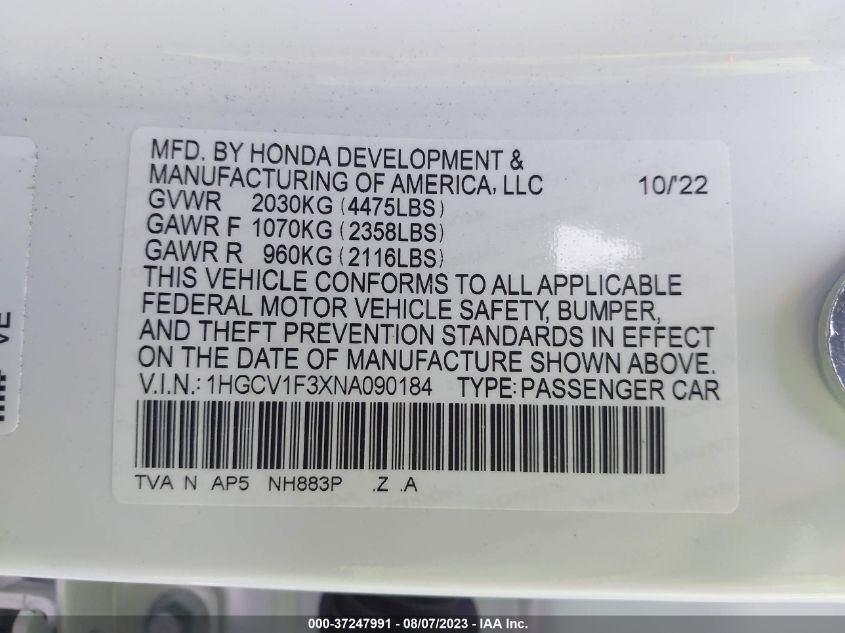 MFD. BY HONDA DEVELOPMENT &
MANUFACTURING OF AMERICA, LLC 10/'22
GVWR 2030KG (4475LBS)
GAWR F 1070KG (2358LBS)
GAWR R 960KG (2116LBS)
THIS VEHICLE CONFORMS TO ALL APPLICABLE
FEDERAL MOTOR VEHICLE SAFETY, BUMPER,
AND THEFT PREVENTION STANDARDS IN EFFECT
ON THE DATE OF MANUFACTURE SHOWN ABOVE.
V.I.N.: 1HGCV1F3XNA090184 TYPE: PASSENGER CAR
TVA N AP5 NH883P .Z .A
VE
000-37247991 - 08/07/2023 - IAA Inc.